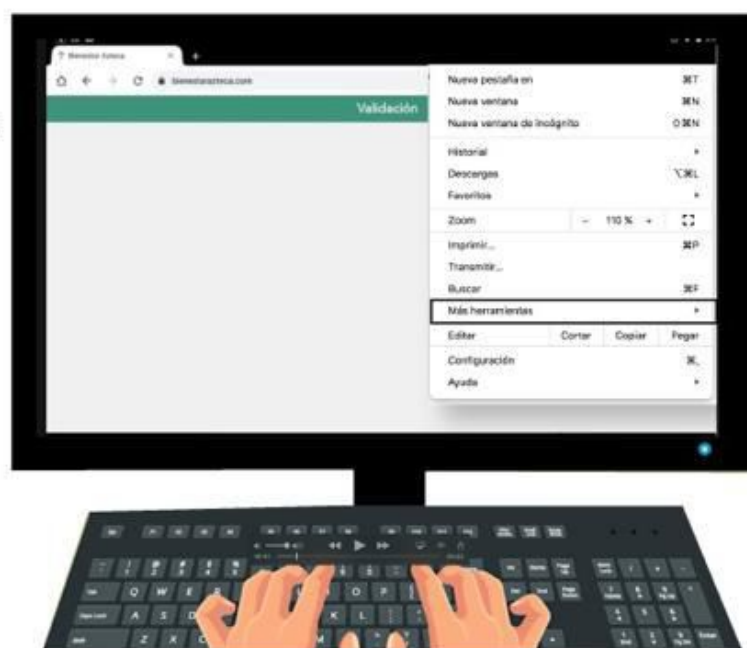 Bienestar Azteca
bienestarazteca.com
Validación
Nueva pestaña en ⌘T
Nueva ventana ⌘N
Nueva ventana de incógnito ⇧⌘N
Historial
Descargas ⌥⌘L
Favoritos
Zoom - 110 % +
Imprimir... ⌘P
Transmitir...
Buscar ⌘F
Más herramientas
Editar Cortar Copiar Pegar
Configuración ⌘,
Ayuda
Q W E O P
A S D K L
Z X M